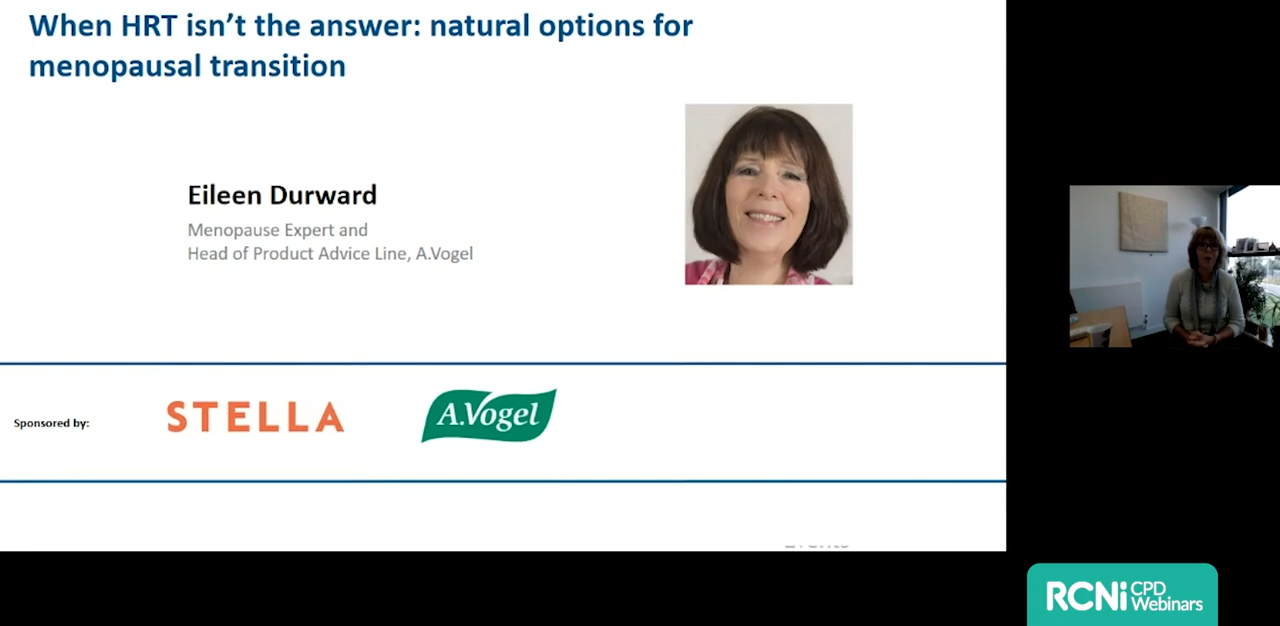 When HRT isn't the answer: natural options for
menopausal transition
Eileen Durward
Menopause Expert and
Head of Product Advice Line, A.Vogel
Sponsored by:
STELLA
A.Vogel
RCNi CPD
Webinars